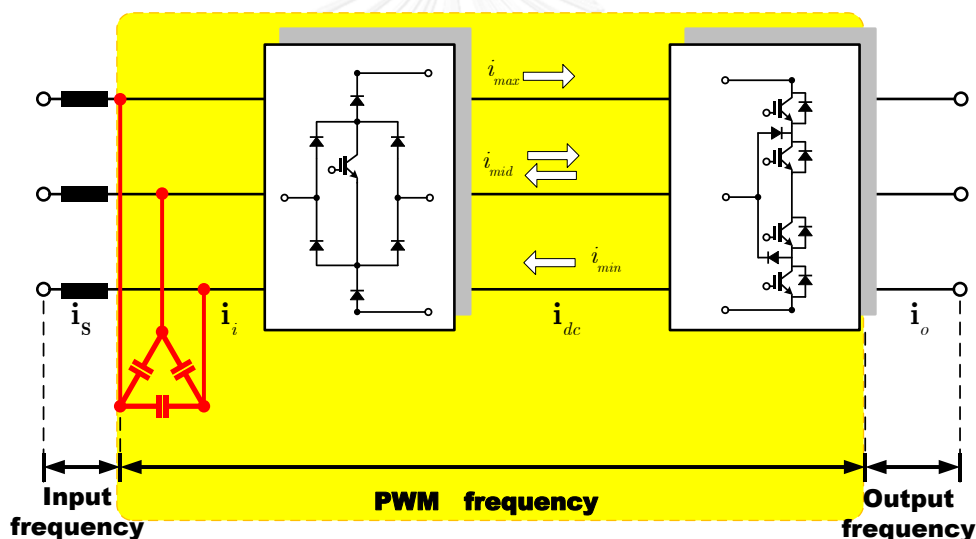 i_max
i_mid
i_min
i_s i_i i_dc i_o
Input frequency
PWM frequency
Output frequency